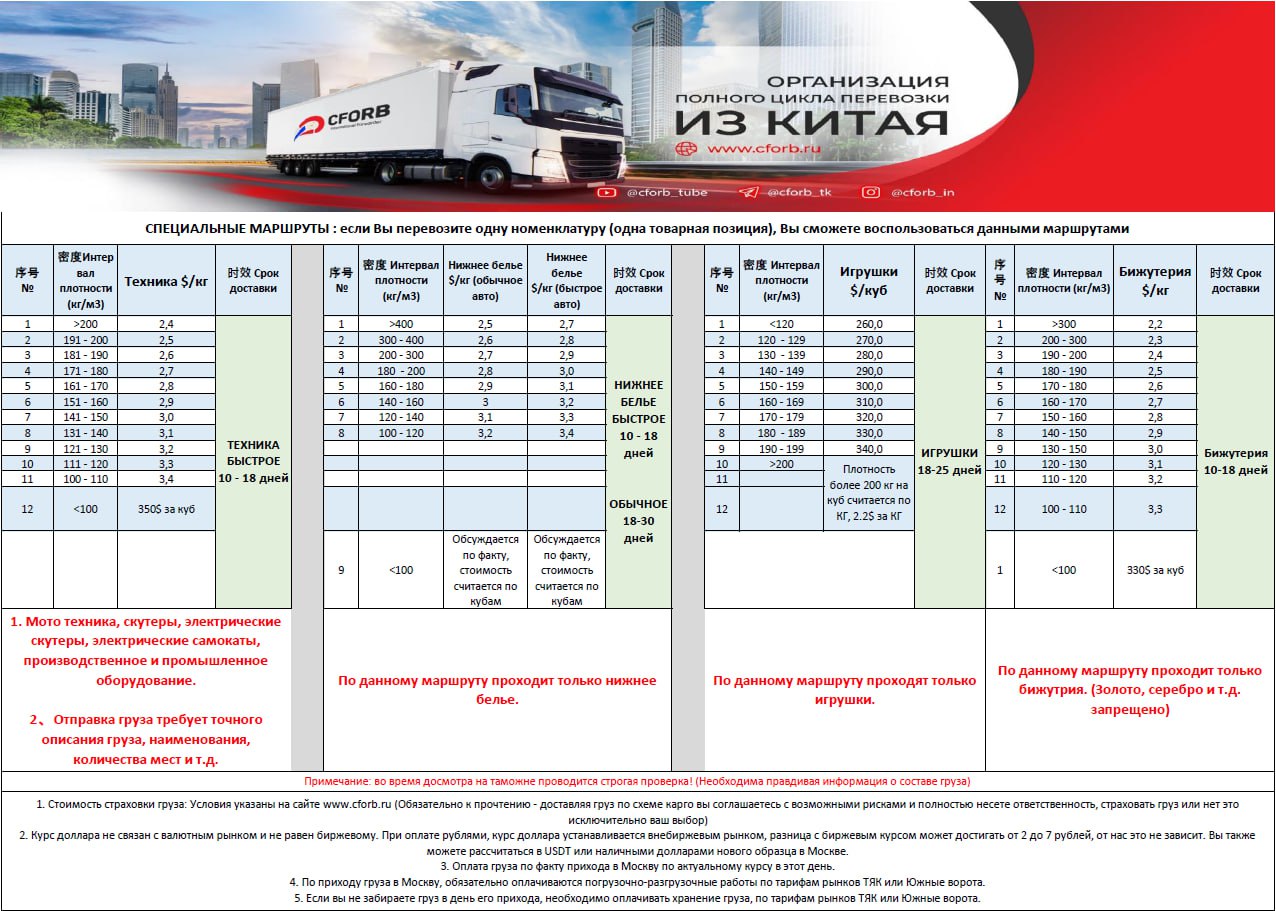 CFORB
International Forwarder
ОРГАНИЗАЦИЯ
ПОЛНОГО ЦИКЛА ПЕРЕВОЗКИ
ИЗ КИТАЯ
www.cforb.ru
@cforb_tube @cforb_tk @cforb_in
СПЕЦИАЛЬНЫЕ МАРШРУТЫ : если Вы перевозите одну номенклатуру (одна товарная позиция), Вы сможете воспользоваться данными маршрутами
序号
№
密度Интер
вал
плотности
(кг/м3)
Техника $/кг
时效 Срок
доставки
1 >200 2,4
2 191 - 200 2,5
3 181 - 190 2,6
4 171 - 180 2,7
5 161 - 170 2,8
6 151 - 160 2,9
7 141 - 150 3,0
8 131 - 140 3,1
9 121 - 130 3,2
10 111 - 120 3,3
11 100 - 110 3,4
12 <100 350$ за куб
ТЕХНИКА
БЫСТРОЕ
10 - 18 дней
1. Мото техника, скутеры, электрические
скутеры, электрические самокаты,
производственное и промышленное
оборудование.
2、Отправка груза требует точного
описания груза, наименования,
количества мест и т.д.
序号
№
密度 Интервал
плотности
(кг/м3)
Нижнее белье
$/кг (обычное
авто)
Нижнее
белье
$/кг (быстрое
авто)
时效 Срок
доставки
1 >400 2,5 2,7
2 300 - 400 2,6 2,8
3 200 - 300 2,7 2,9
4 180 - 200 2,8 3,0
5 160 - 180 2,9 3,1
6 140 - 160 3 3,2
7 120 - 140 3,1 3,3
8 100 - 120 3,2 3,4
9 <100
Обсуждается
по факту,
стоимость
считается по
кубам
Обсуждается
по факту,
стоимость
считается по
кубам
НИЖНЕЕ
БЕЛЬЕ
БЫСТРОЕ
10 - 18
дней
ОБЫЧНОЕ
18-30
дней
По данному маршруту проходит только нижнее
белье.
序号
№
密度 Интервал
плотности
(кг/м3)
Игрушки
$/куб
时效 Срок
доставки
1 <120 260,0
2 120 - 129 270,0
3 130 - 139 280,0
4 140 - 149 290,0
5 150 - 159 300,0
6 160 - 169 310,0
7 170 - 179 320,0
8 180 - 189 330,0
9 190 - 199 340,0
10 >200
11
12
Плотность
более 200 кг на
куб считается по
КГ, 2.2$ за КГ
ИГРУШКИ
18-25 дней
По данному маршруту проходят только
игрушки.
序
号
№
密度 Интервал
плотности (кг/м3)
Бижутерия
$/кг
时效 Срок
доставки
1 >300 2,2
2 200 - 300 2,3
3 190 - 200 2,4
4 180 - 190 2,5
5 170 - 180 2,6
6 160 - 170 2,7
7 150 - 160 2,8
8 140 - 150 2,9
9 130 - 150 3,0
10 120 - 130 3,1
11 110 - 120 3,2
12 100 - 110 3,3
1 <100 330$ за куб
Бижутерия
10-18 дней
По данному маршруту проходит только
бижутрия. (Золото, серебро и т.д.
запрещено)
Примечание: во время досмотра на таможне проводится строгая проверка! (Необходима правдивая информация о составе груза)
1. Стоимость страховки груза: Условия указаны на сайте www.cforb.ru (Обязательно к прочтению - доставляя груз по схеме карго вы соглашаетесь с возможными рисками и полностью несете ответственность, страховать груз или нет это
исключительно ваш выбор)
2. Курс доллара не связан с валютным рынком и не равен биржевому. При оплате рублями, курс доллара устанавливается внебиржевым рынком, разница с биржевым курсом может достигать от 2 до 7 рублей, от нас это не зависит. Вы также
можете рассчитаться в USDT или наличными долларами нового образца в Москве.
3. Оплата груза по факту прихода в Москву по актуальному курсу в этот день.
4. По приходу груза в Москву, обязательно оплачиваются погрузочно-разгрузочные работы по тарифам рынков ТЯК или Южные ворота.
5. Если вы не забираете груз в день его прихода, необходимо оплачивать хранение груза, по тарифам рынков ТЯК или Южные ворота.